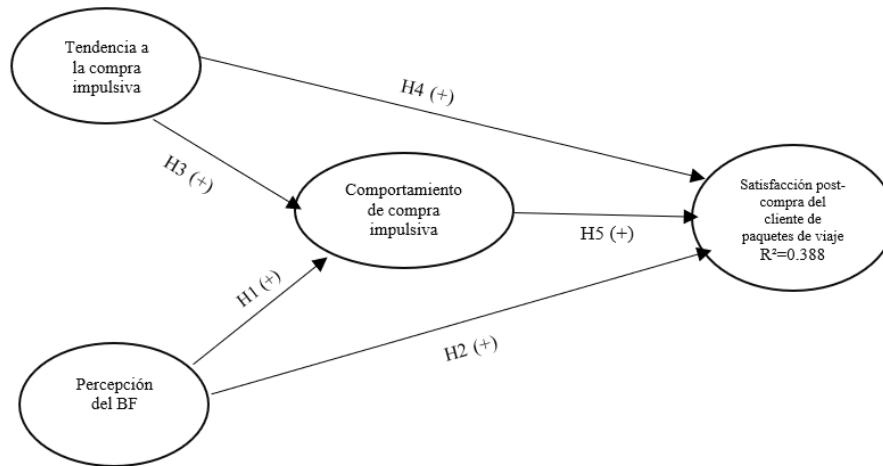 Tendencia a
la compra
impulsiva
H4 (+)
H3 (+)
Comportamiento
de compra
impulsiva
Satisfacción post-
compra del
cliente de
paquetes de viaje
R²=0.388
H5 (+)
H1 (+)
H2 (+)
Percepción
del BF